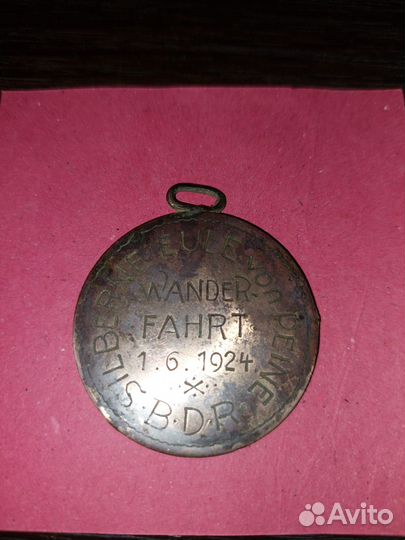 SILBERNE EULE von PEINE
WANDER-
FAHRT
1.6.1924
B.D.R.
Avito